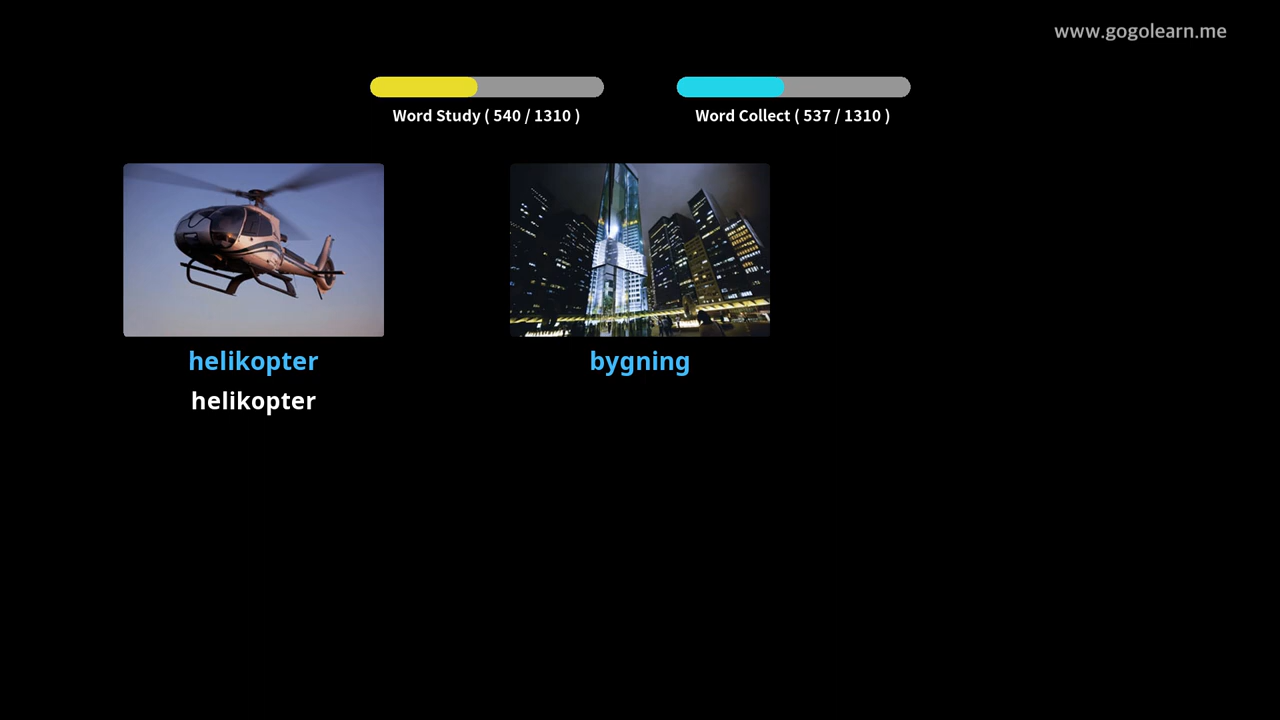 www.gogolearn.me
Word Study ( 540 / 1310 )
Word Collect ( 537 / 1310 )
helikopter
bygning
helikopter